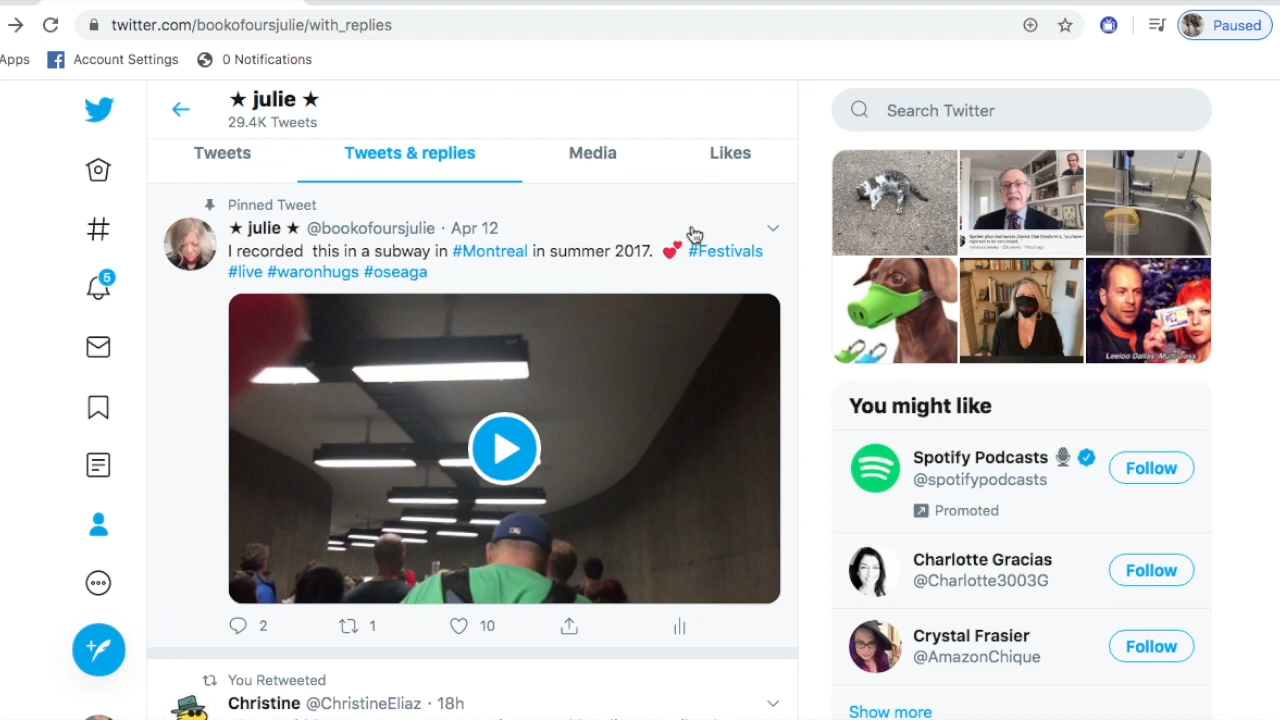 twitter.com/bookofoursjulie/with_replies
Paused
Apps
Account Settings
0 Notifications
★ julie ★
29.4K Tweets
Tweets
Tweets & replies
Media
Likes
Pinned Tweet
★ julie ★ @bookofoursjulie · Apr 12
I recorded this in a subway in #Montreal in summer 2017. 💕 #Festivals
#live #waronhugs #oseaga
2
1
10
You Retweeted
Christine @ChristineEliaz · 18h
5
Search Twitter
Leeloo Dallas Multipass
You might like
Spotify Podcasts
@spotifypodcasts
Follow
Promoted
Charlotte Gracias
@Charlotte3003G
Follow
Crystal Frasier
@AmazonChique
Follow
Show more